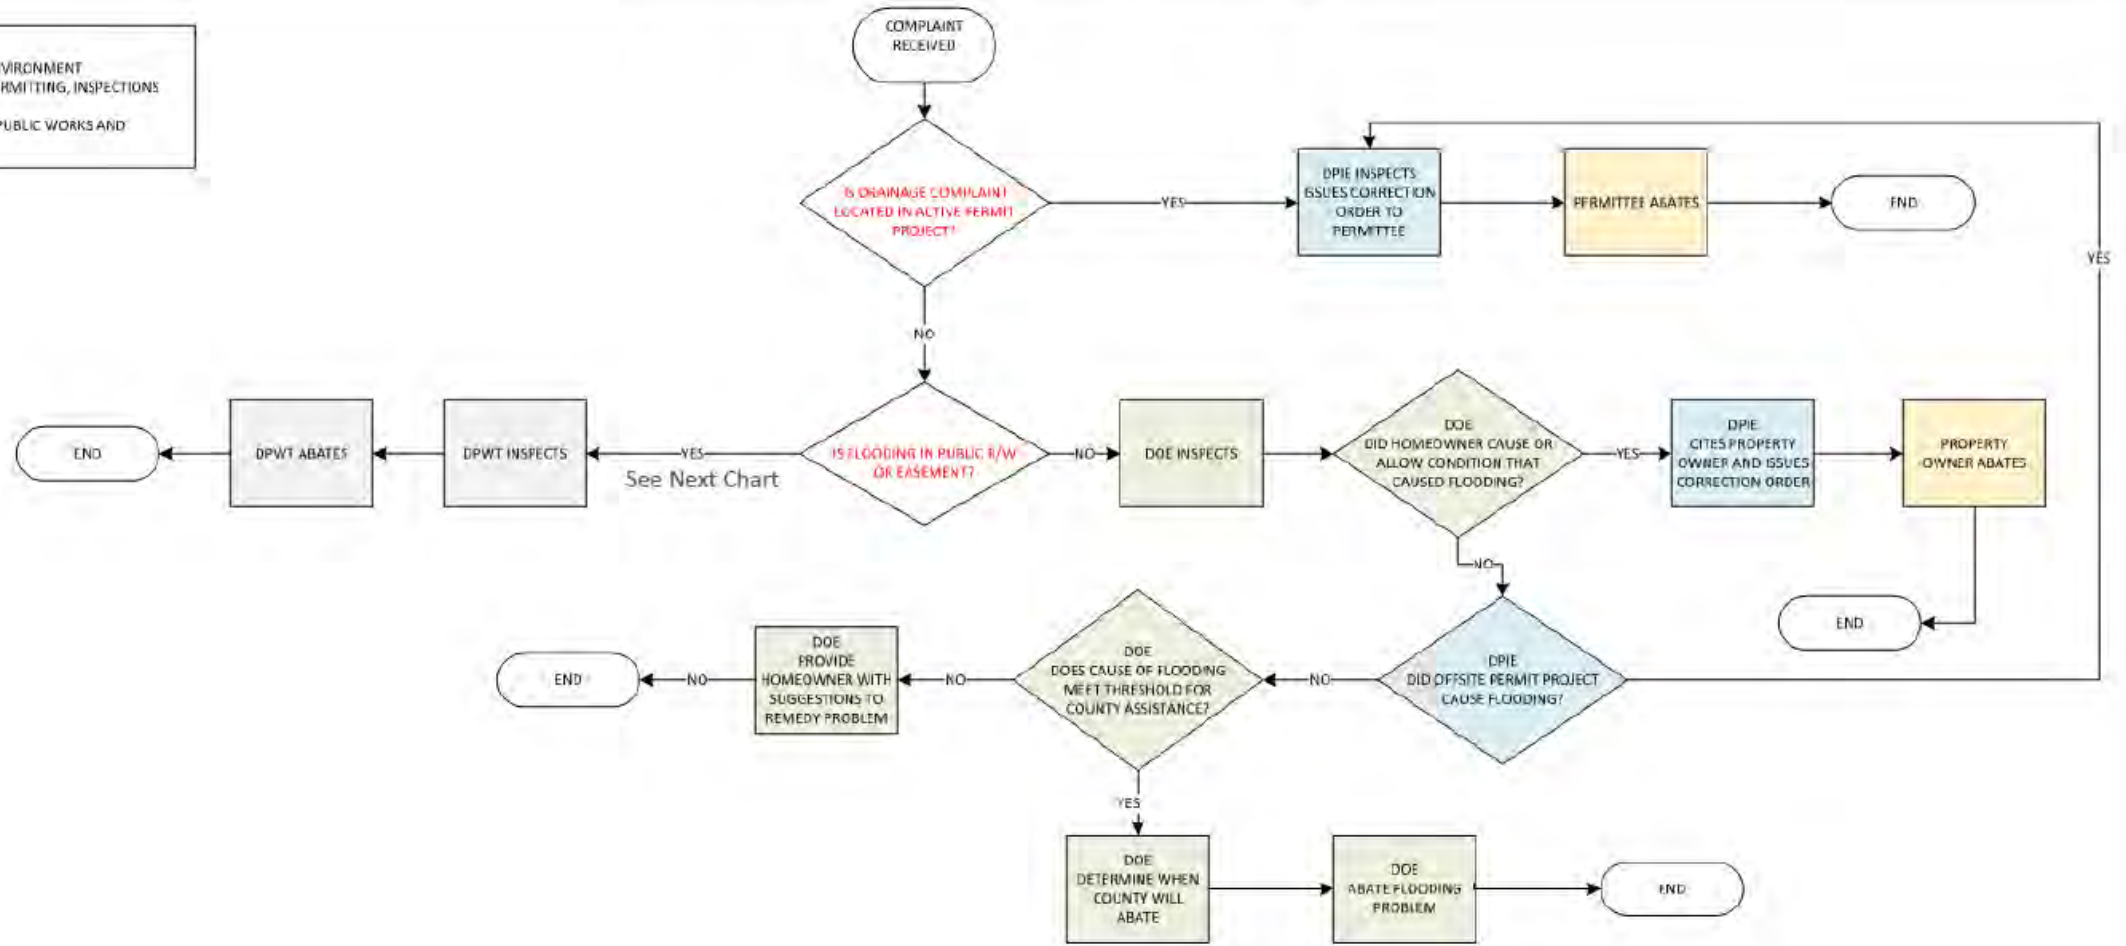 VIRONMENT
RMITTING, INSPECTIONS
PUBLIC WORKS AND
COMPLAINT
RECEIVED
IS DRAINAGE COMPLAINT
LOCATED IN ACTIVE PERMIT
PROJECT?
YES
DPIE INSPECTS
ISSUES CORRECTION
ORDER TO
PERMITTEE
PERMITTEE ABATES
END
YES
NO
END
DPWT ABATES
DPWT INSPECTS
YES
See Next Chart
IS FLOODING IN PUBLIC R/W
OR EASEMENT?
NO
DOE INSPECTS
DOE
DID HOMEOWNER CAUSE OR
ALLOW CONDITION THAT
CAUSED FLOODING?
YES
DPIE
CITES PROPERTY
OWNER AND ISSUES
CORRECTION ORDER
PROPERTY
OWNER ABATES
NO
END
END
NO
DOE
PROVIDE
HOMEOWNER WITH
SUGGESTIONS TO
REMEDY PROBLEM
NO
DOE
DOES CAUSE OF FLOODING
MEET THRESHOLD FOR
COUNTY ASSISTANCE?
NO
DPIE
DID OFFSITE PERMIT PROJECT
CAUSE FLOODING?
YES
DOE
DETERMINE WHEN
COUNTY WILL
ABATE
DOE
ABATE FLOODING
PROBLEM
END